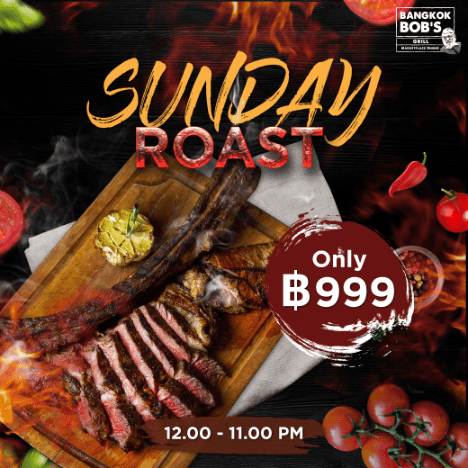 BANGKOK
BOB'S
GRILL
SUNDAY
ROAST
Only
฿999
12.00 - 11.00 PM